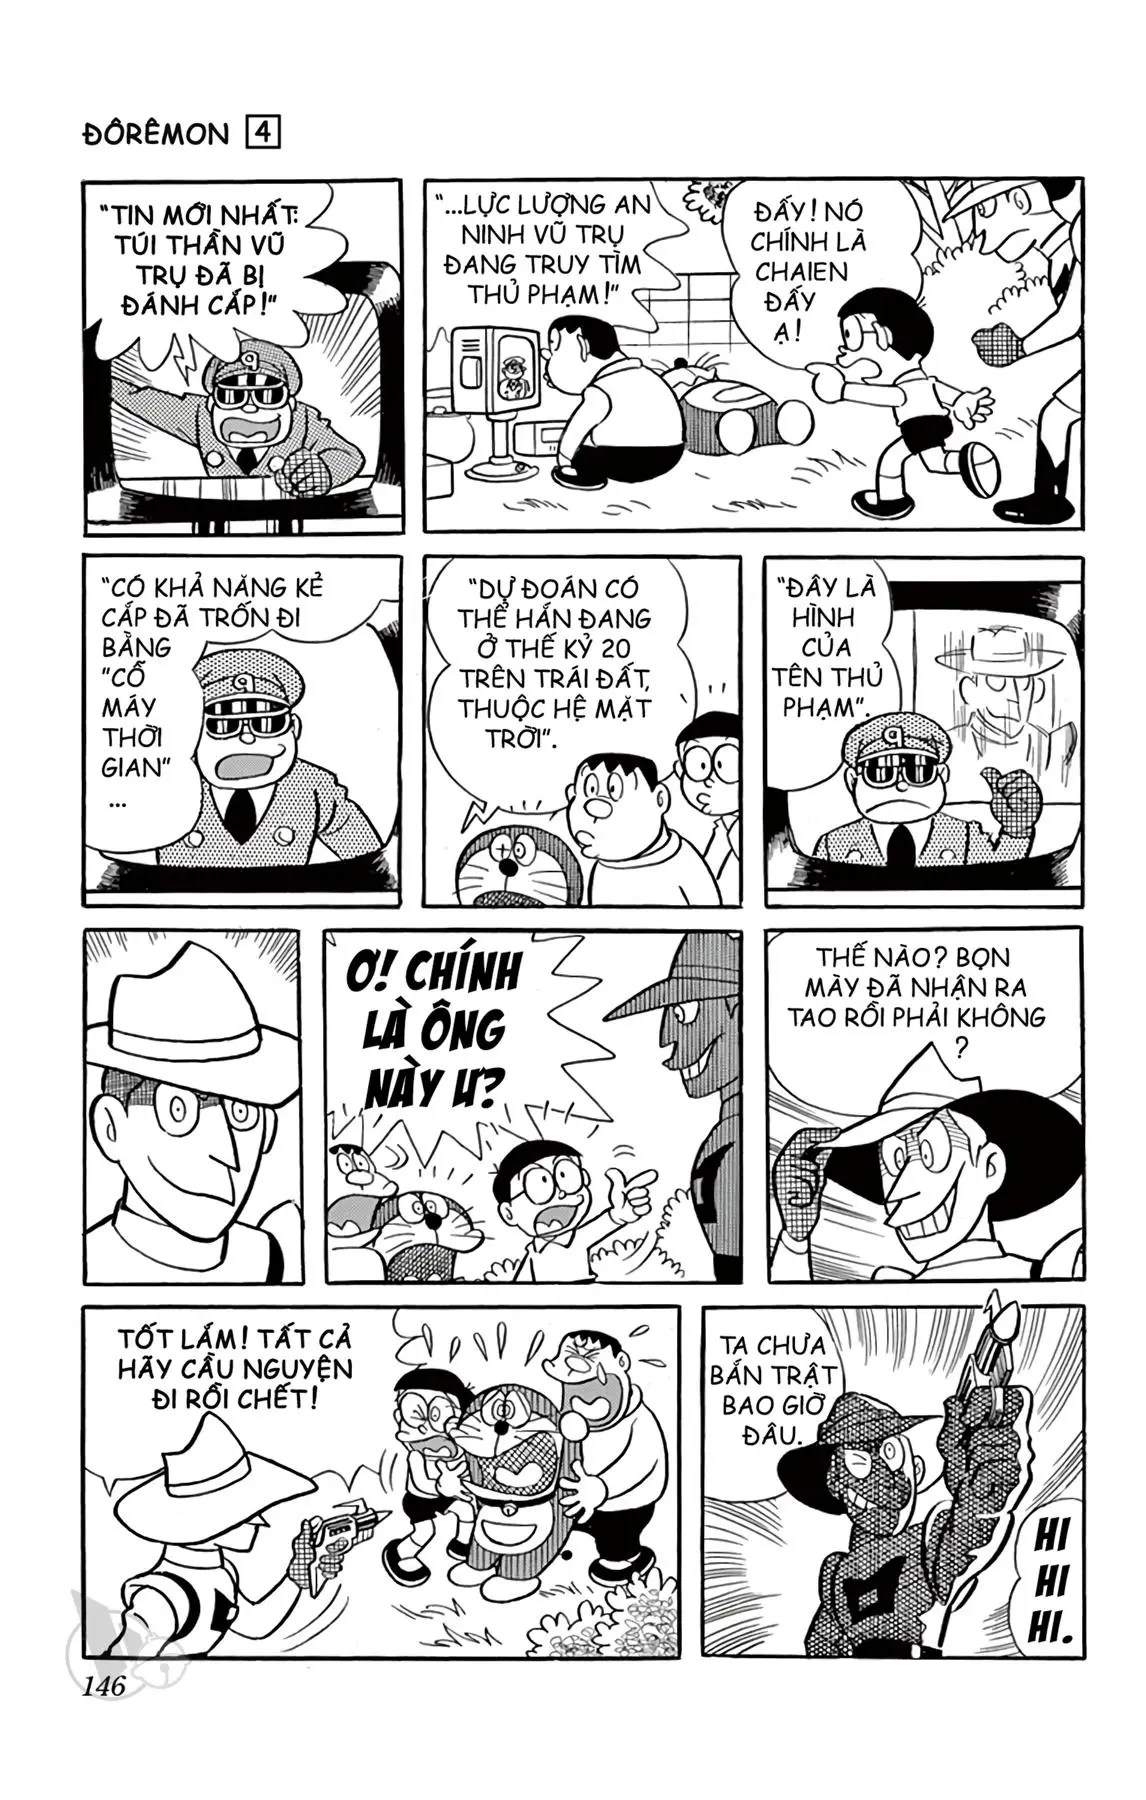 ĐÔRÊMON 4
"TIN MỚI NHẤT:
TÚI THẦN VŨ
TRỤ ĐÃ BỊ
ĐÁNH CẮP!"
"...LỰC LƯỢNG AN
NINH VŨ TRỤ
ĐANG TRUY TÌM
THỦ PHẠM!"
ĐẤY! NÓ
CHÍNH LÀ
CHAIEN
ĐẤY
Ạ!
"CÓ KHẢ NĂNG KẺ
CẮP ĐÃ TRỐN ĐI
BẰNG
"CỖ
MÁY
THỜI
GIAN"
...
"DỰ ĐOÁN CÓ
THỂ HẮN ĐANG
Ở THẾ KỶ 20
TRÊN TRÁI ĐẤT,
THUỘC HỆ MẶT
TRỜI".
"ĐÂY LÀ
HÌNH
CỦA
TÊN THỦ
PHẠM".
Ơ! CHÍNH
LÀ ÔNG
NÀY Ư?
THẾ NÀO? BỌN
MÀY ĐÃ NHẬN RA
TAO RỒI PHẢI KHÔNG
?
TỐT LẮM! TẤT CẢ
HÃY CẦU NGUYỆN
ĐI RỒI CHẾT!
TA CHƯA
BẮN TRẬT
BAO GIỜ
ĐÂU.
HI
HI
HI.
146